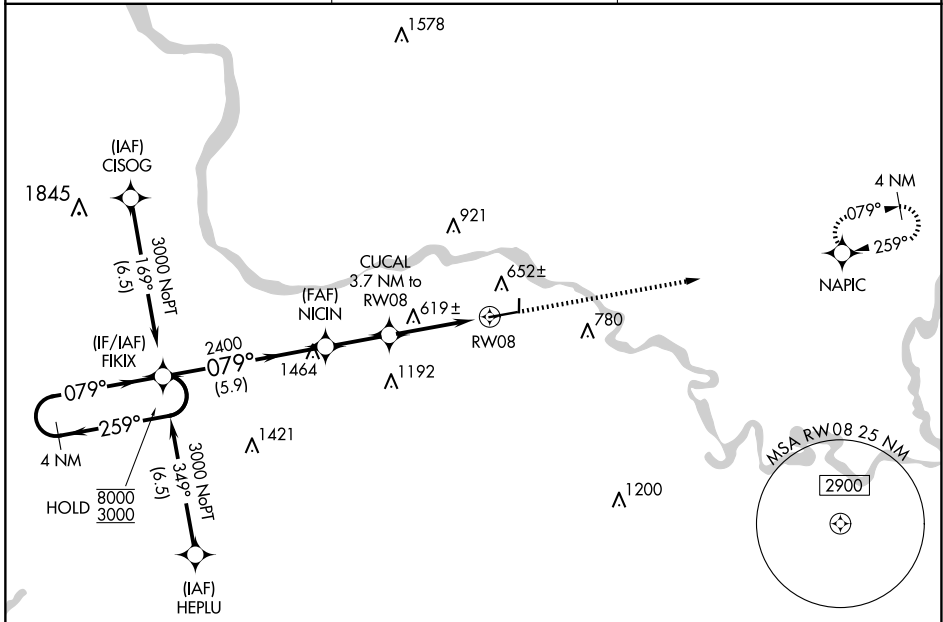 1578
(IAF)
CISOG
1845
4 NM
079°
259°
NAPIC
921
3000 NoPT
169°
(6.5)
CUCAL
3.7 NM to
RW08
652±
(FAF)
NICIN
619±
RW08
780
(IF/IAF)
FIKIX
2400
079°
(5.9)
1464
1192
079°
259°
4 NM
1421
HOLD
8000
3000
3000 NoPT
349°
(6.5)
1200
MSA RW08 25 NM
2900
(IAF)
HEPLU